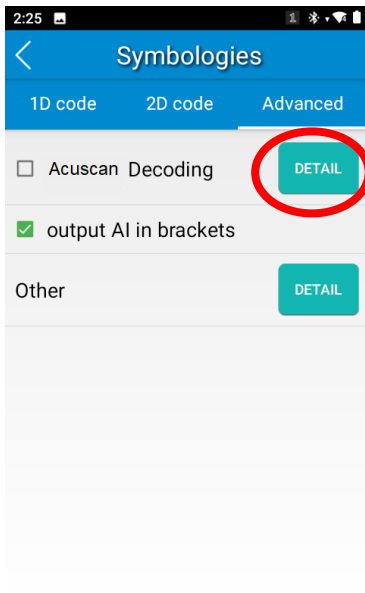 2:25 1
Symbologies
1D code 2D code Advanced
Acuscan Decoding DETAIL
output AI in brackets
Other DETAIL